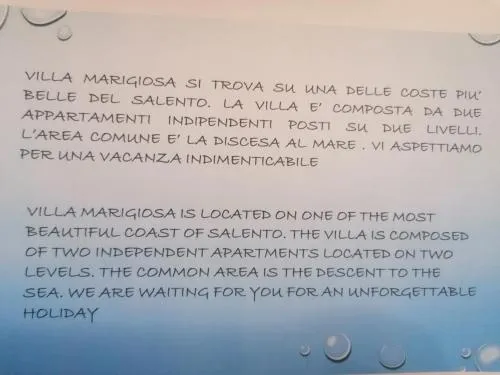 VILLA MARIGIOSA SI TROVA SU UNA DELLE COSTE PIU'
BELLE DEL SALENTO. LA VILLA E' COMPOSTA DA DUE
APPARTAMENTI INDIPENDENTI POSTI SU DUE LIVELLI.
L'AREA COMUNE E' LA DISCESA AL MARE . VI ASPETTIAMO
PER UNA VACANZA INDIMENTICABILE
VILLA MARIGIOSA IS LOCATED ON ONE OF THE MOST
BEAUTIFUL COAST OF SALENTO. THE VILLA IS COMPOSED
OF TWO INDEPENDENT APARTMENTS LOCATED ON TWO
LEVELS. THE COMMON AREA IS THE DESCENT TO THE
SEA. WE ARE WAITING FOR YOU FOR AN UNFORGETTABLE
HOLIDAY